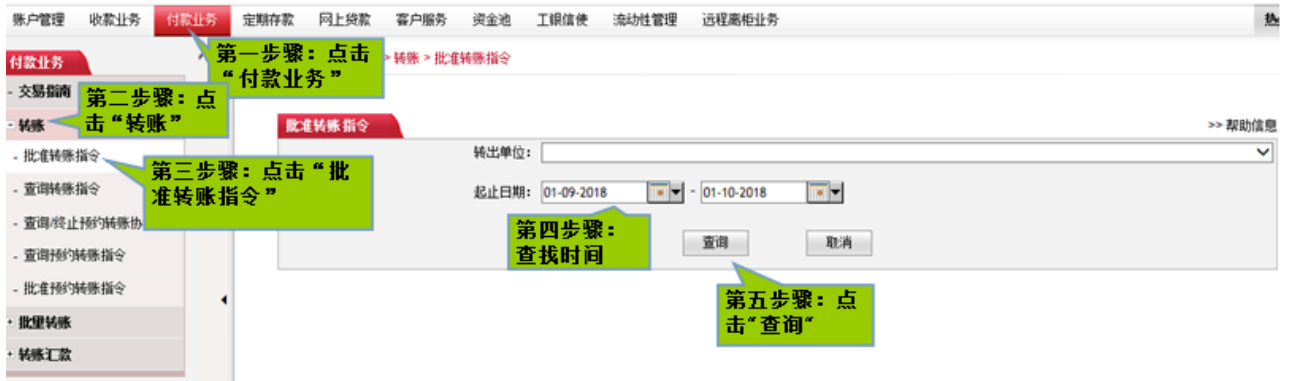 账户管理 收款业务 付款业务 定期存款 网上贷款 客户服务 资金池 工银信使 流动性管理 远程离柜业务
付款业务
第一步骤：点击
“付款业务”
> 转账 > 批准转账指令
- 交易指南
第二步骤：点
击“转账”
- 转账
批准转账指令
>> 帮助信息
- 批准转账指令
第三步骤：点击“批
准转账指令”
转出单位：
- 查询转账指令
起止日期： 01-09-2018 - 01-10-2018
- 查询/终止预约转账协
第四步骤：
查找时间
查询 取消
- 查询预约转账指令
- 批准预约转账指令
第五步骤：点
击“查询“
+ 批量转账
+ 转账汇款